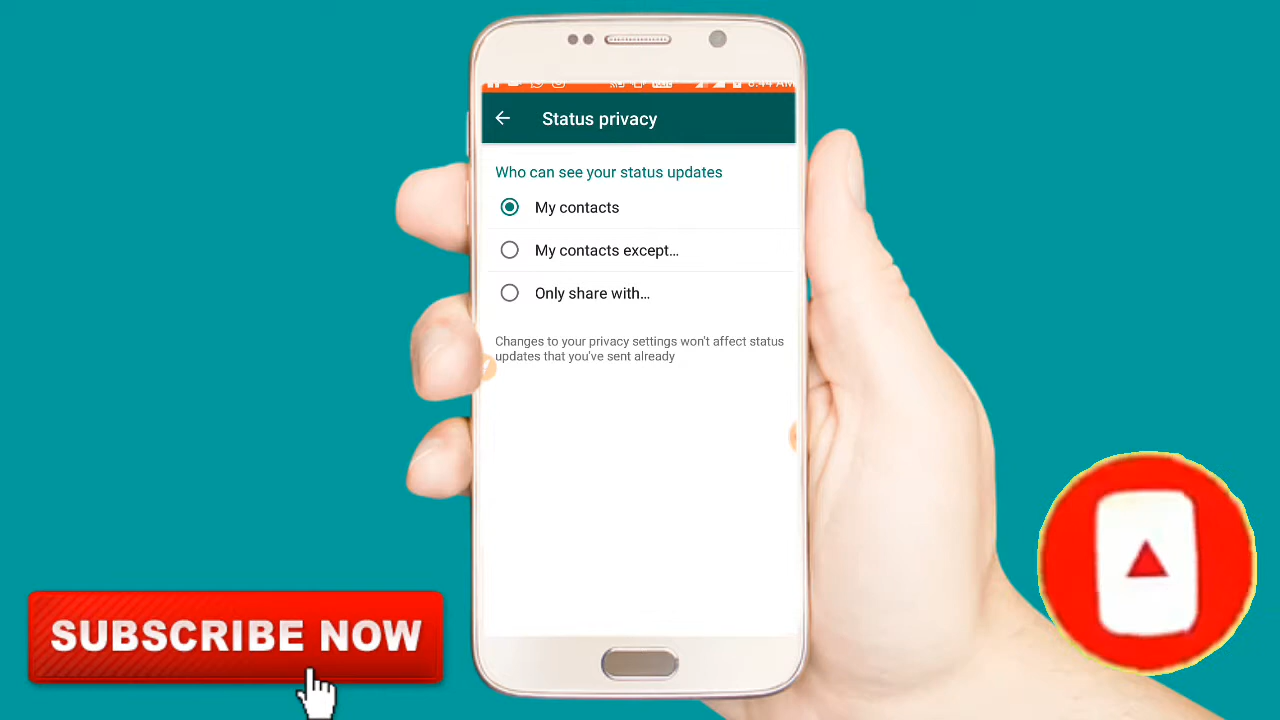 Status privacy
Who can see your status updates
My contacts
My contacts except...
Only share with...
Changes to your privacy settings won't affect status
updates that you've sent already
SUBSCRIBE NOW